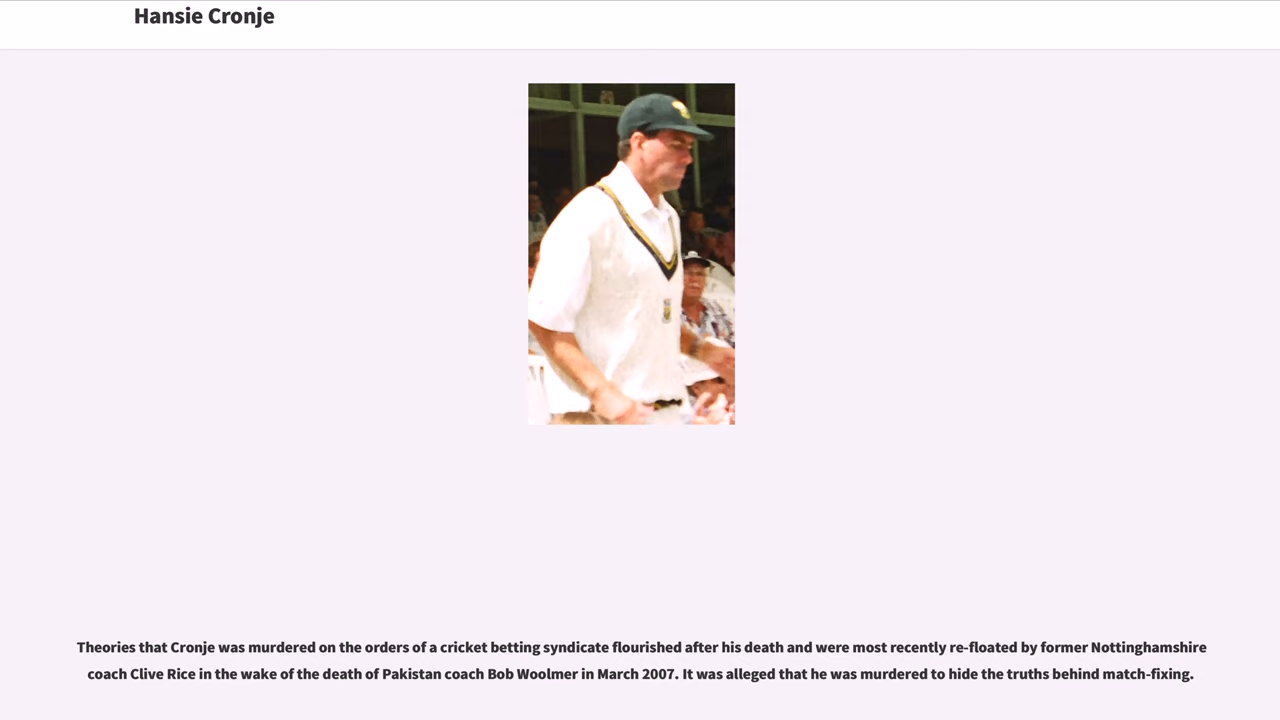 Hansie Cronje
Theories that Cronje was murdered on the orders of a cricket betting syndicate flourished after his death and were most recently re-floated by former Nottinghamshire
coach Clive Rice in the wake of the death of Pakistan coach Bob Woolmer in March 2007. It was alleged that he was murdered to hide the truths behind match-fixing.